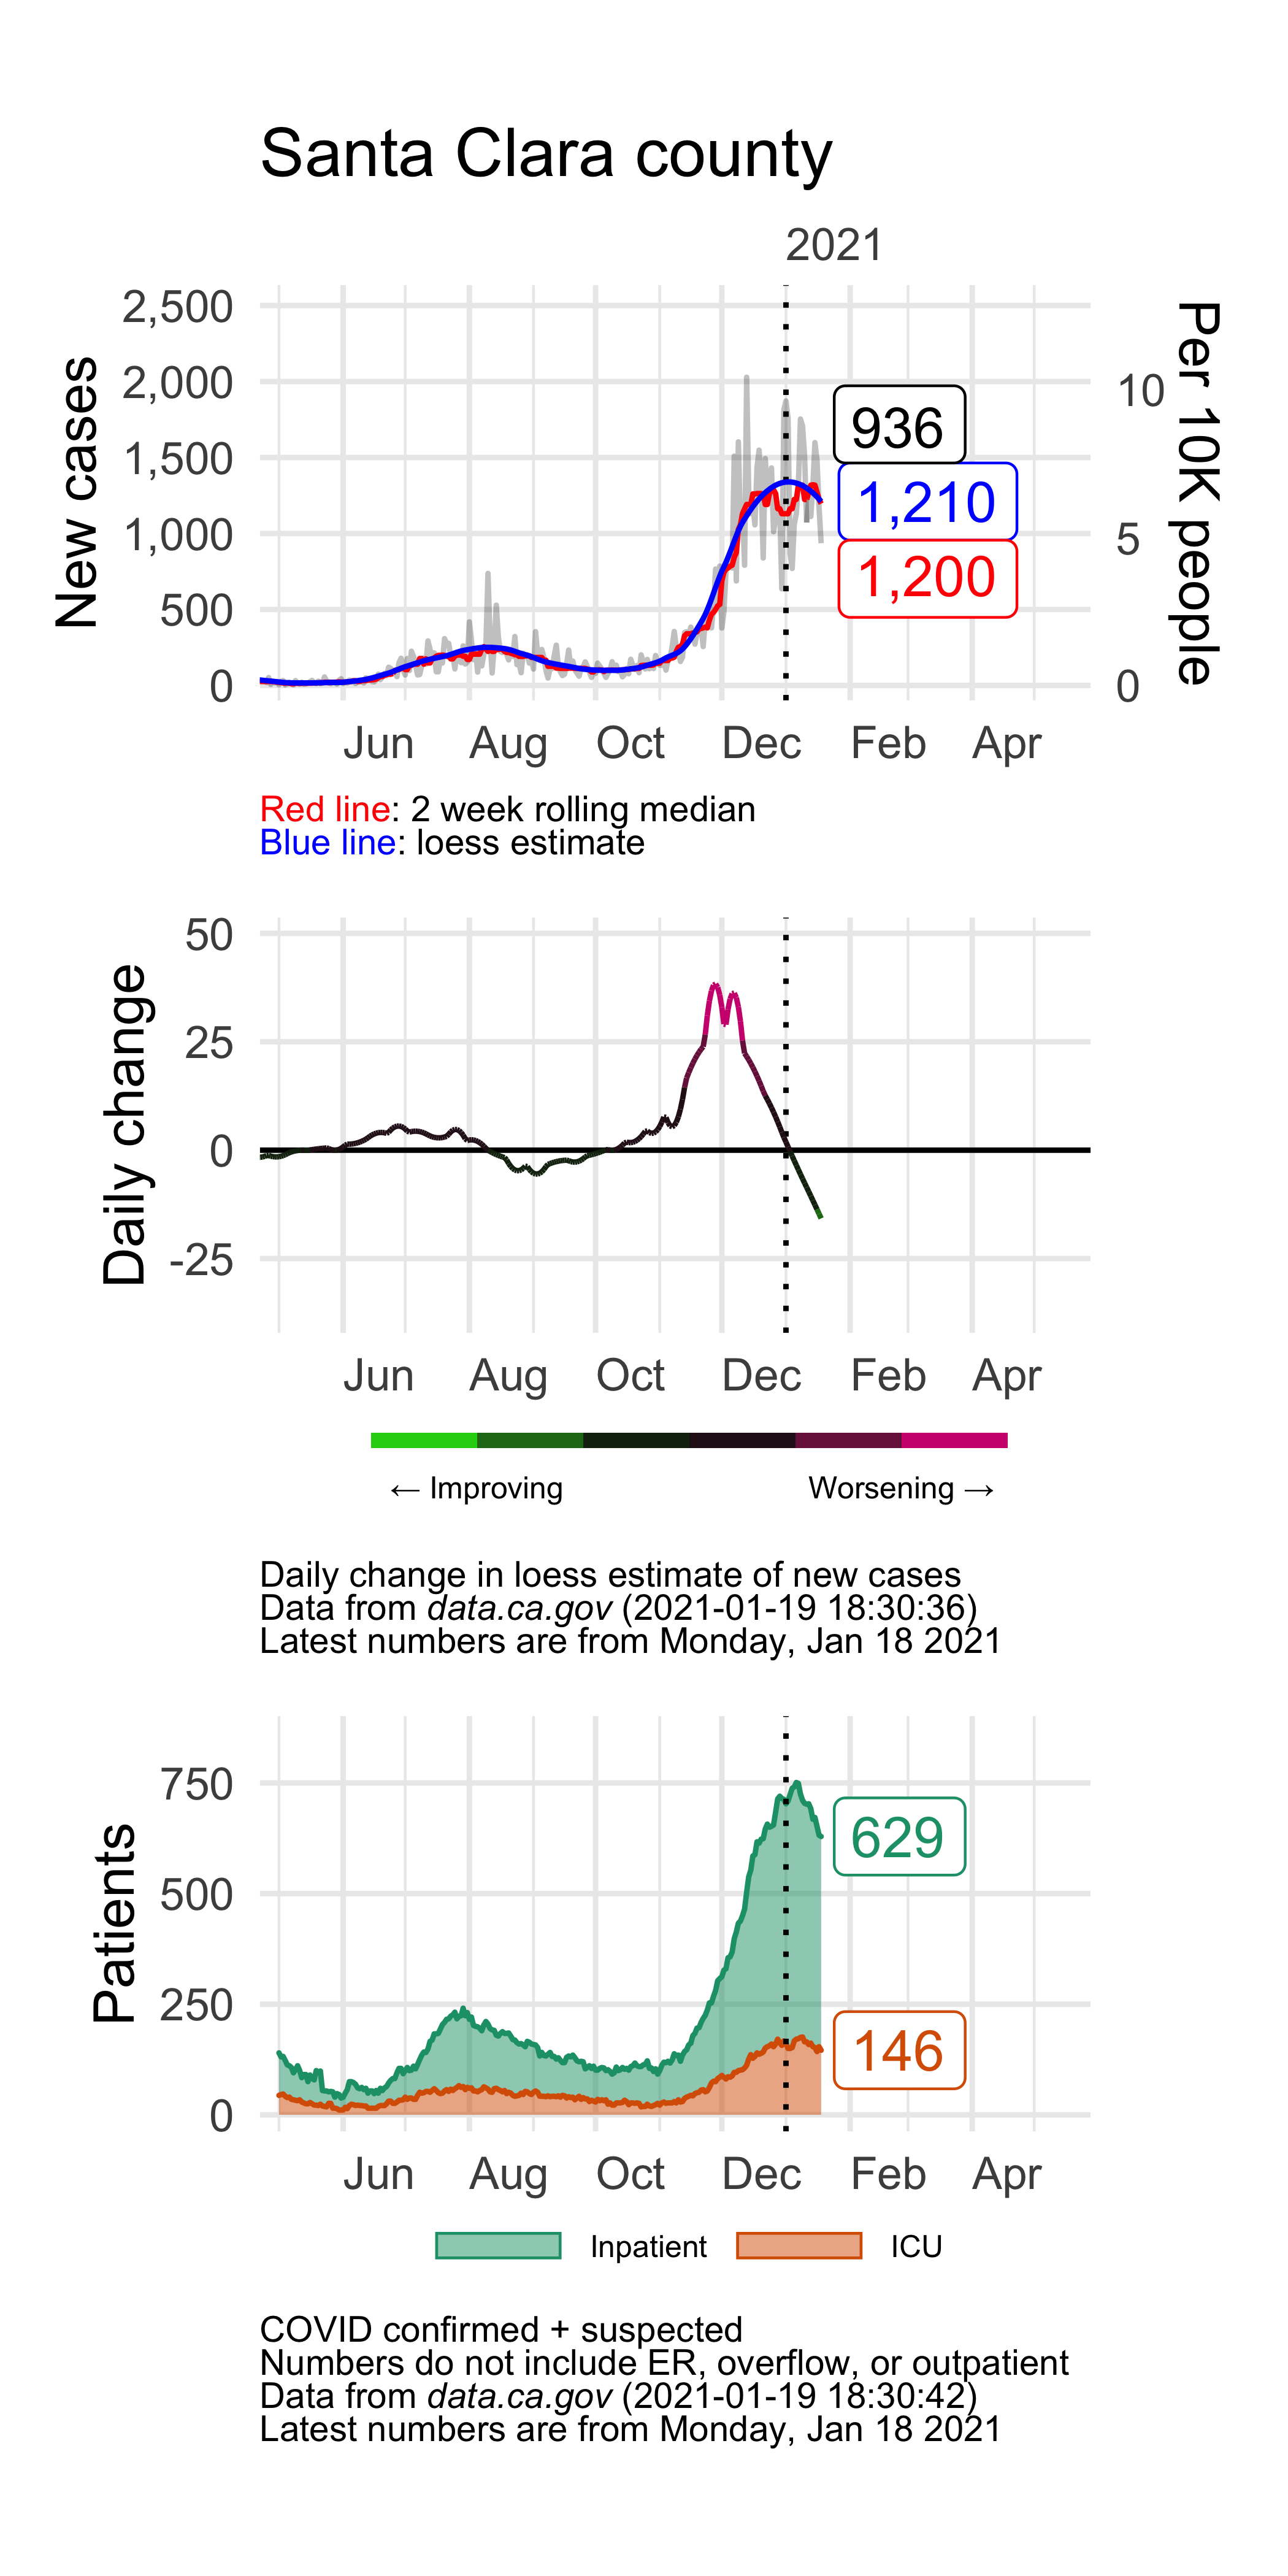 Santa Clara county
2021
2,500
2,000
1,500
1,000
500
0
New cases
10
5
0
Per 10K people
936
1,210
1,200
Jun Aug Oct Dec Feb Apr
Red line: 2 week rolling median
Blue line: loess estimate
50
25
0
-25
Daily change
Jun Aug Oct Dec Feb Apr
← Improving Worsening →
Daily change in loess estimate of new cases
Data from data.ca.gov (2021-01-19 18:30:36)
Latest numbers are from Monday, Jan 18 2021
750
500
250
0
Patients
629
146
Jun Aug Oct Dec Feb Apr
Inpatient ICU
COVID confirmed + suspected
Numbers do not include ER, overflow, or outpatient
Data from data.ca.gov (2021-01-19 18:30:42)
Latest numbers are from Monday, Jan 18 2021